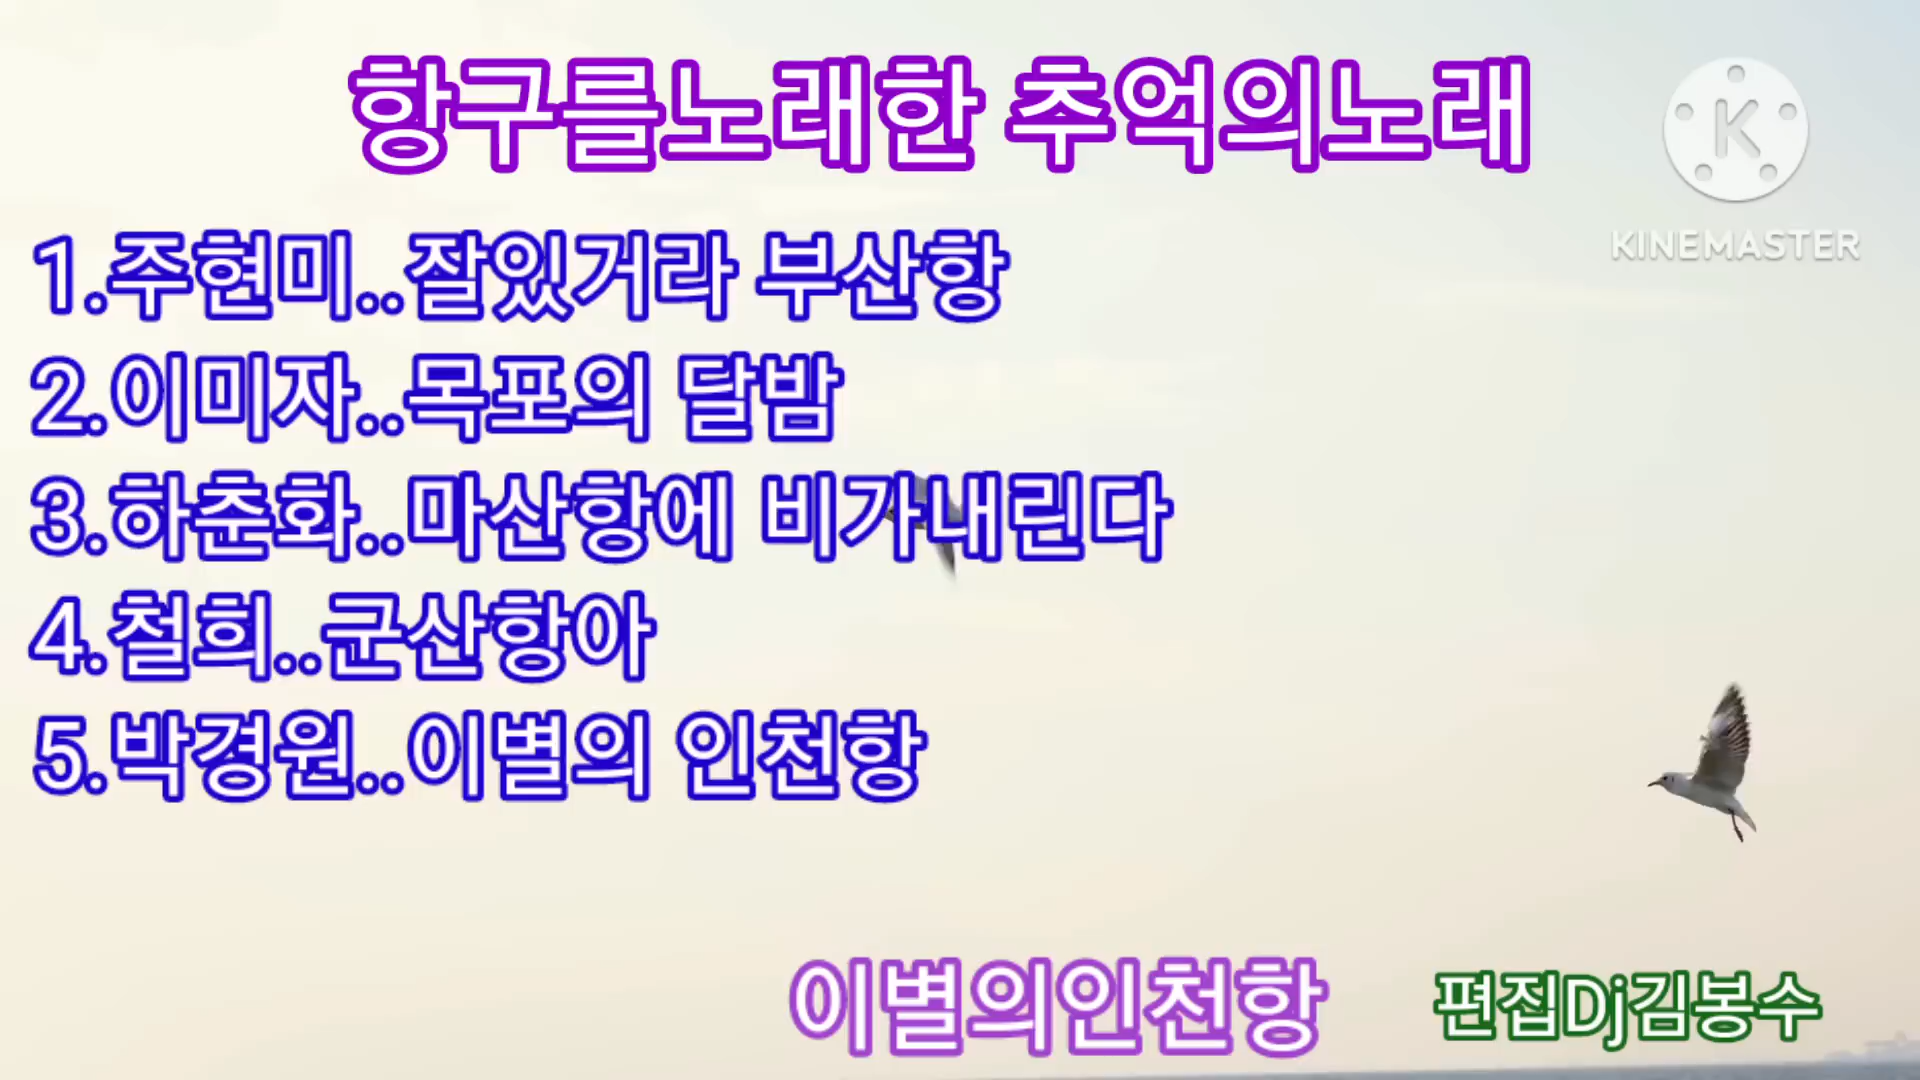 항구를노래한 추억의노래
K
KINEMASTER
1.주현미..잘있거라 부산항
2.이미자..목포의 달밤
3.하춘화..마산항에 비가내린다
4.철희..군산항아
5.박경원..이별의 인천항
이별의인천항
편집Dj김봉수